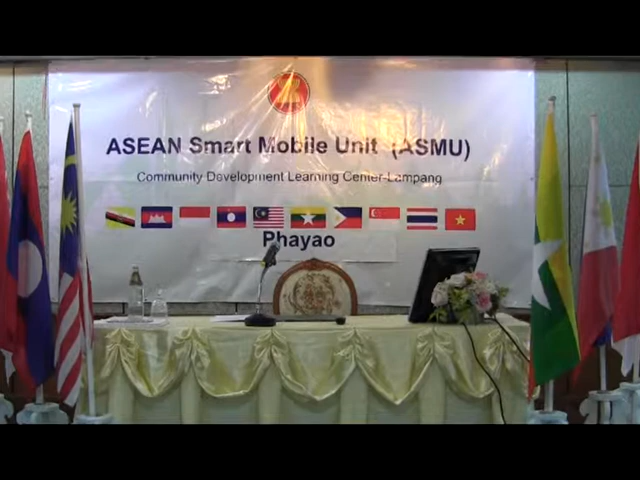 ASEAN Smart Mobile Unit (ASMU)
Community Development Learning Center-Lampang
Phayao